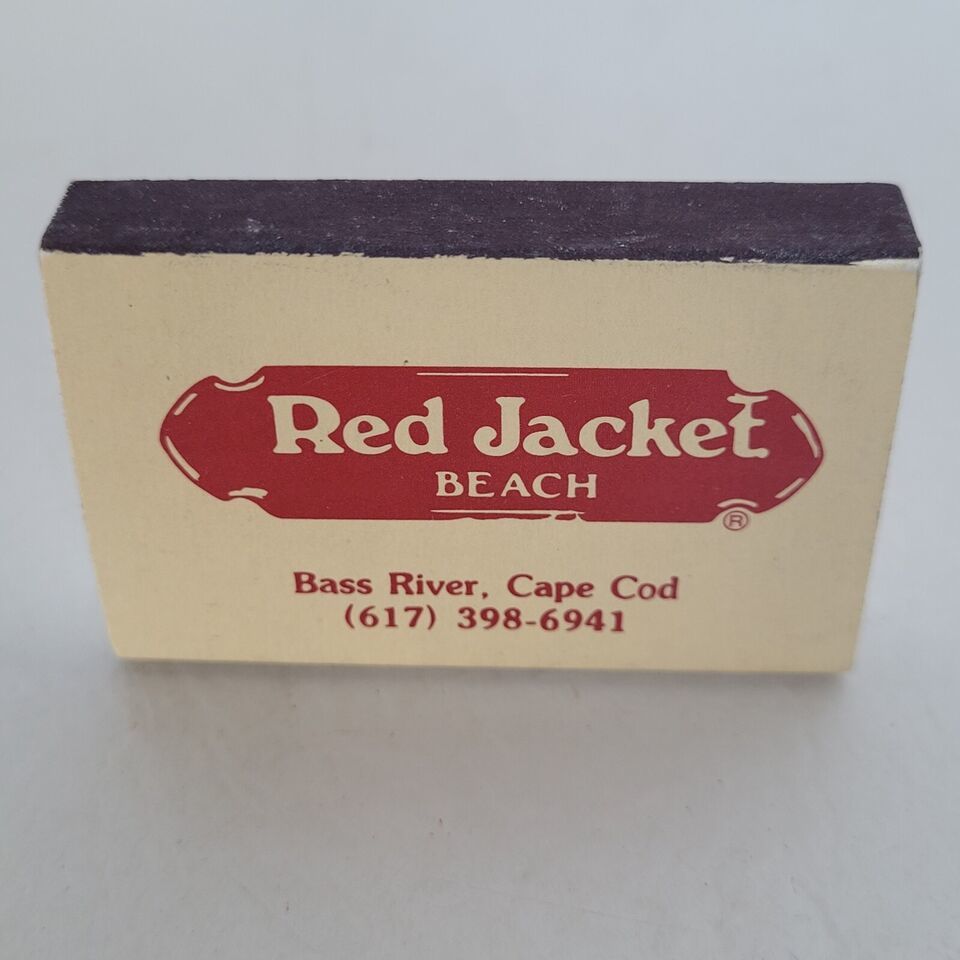 Red Jacket
BEACH
®
Bass River, Cape Cod
(617) 398-6941